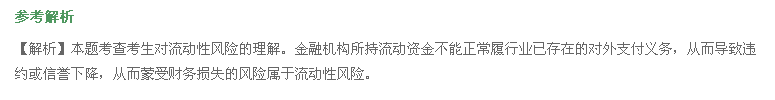 参考解析
【解析】本题考查考生对流动性风险的理解。金融机构所持流动资金不能正常履行业已存在的对外支付义务，从而导致违
约或信誉下降，从而蒙受财务损失的风险属于流动性风险。